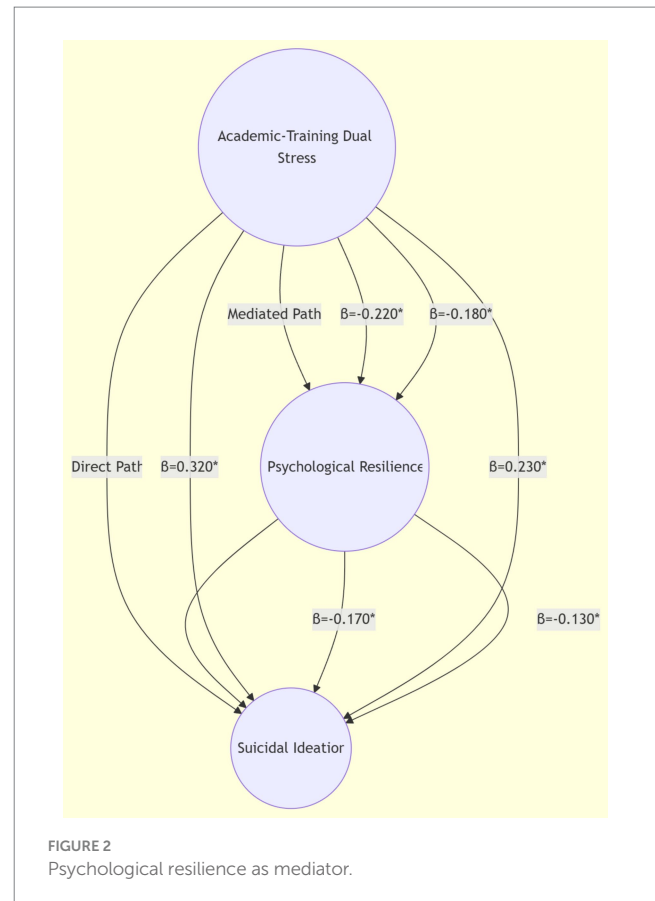 Academic-Training Dual
Stress
Mediated Path
β=-0.220*
β=-0.180*
Direct Path
β=0.320*
Psychological Resilience
β=0.230*
β=-0.170*
β=-0.130*
Suicidal Ideation
FIGURE 2
Psychological resilience as mediator.